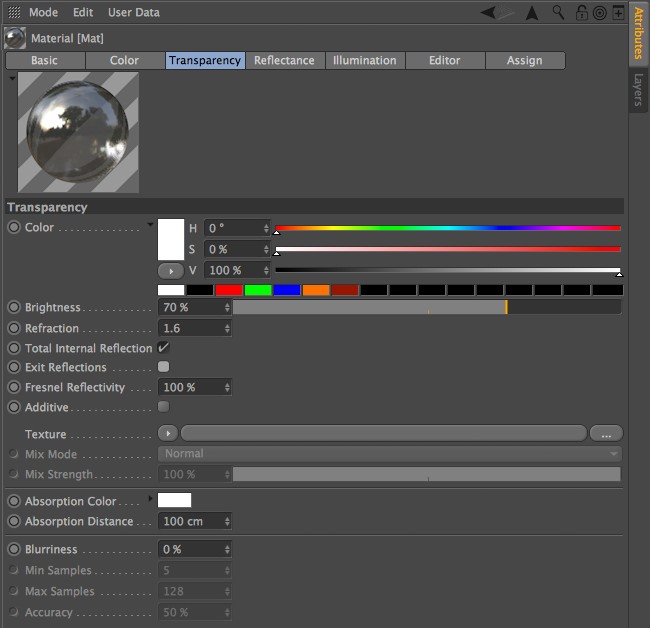 Mode Edit User Data
Material [Mat]
Basic Color Transparency Reflectance Illumination Editor Assign
Attributes
Layers
Transparency
Color H 0 °
S 0 %
V 100 %
Brightness 70 %
Refraction 1.6
Total Internal Reflection
Exit Reflections
Fresnel Reflectivity 100 %
Additive
Texture ...
Mix Mode Normal
Mix Strength 100 %
Absorption Color
Absorption Distance 100 cm
Blurriness 0 %
Min Samples 5
Max Samples 128
Accuracy 50 %